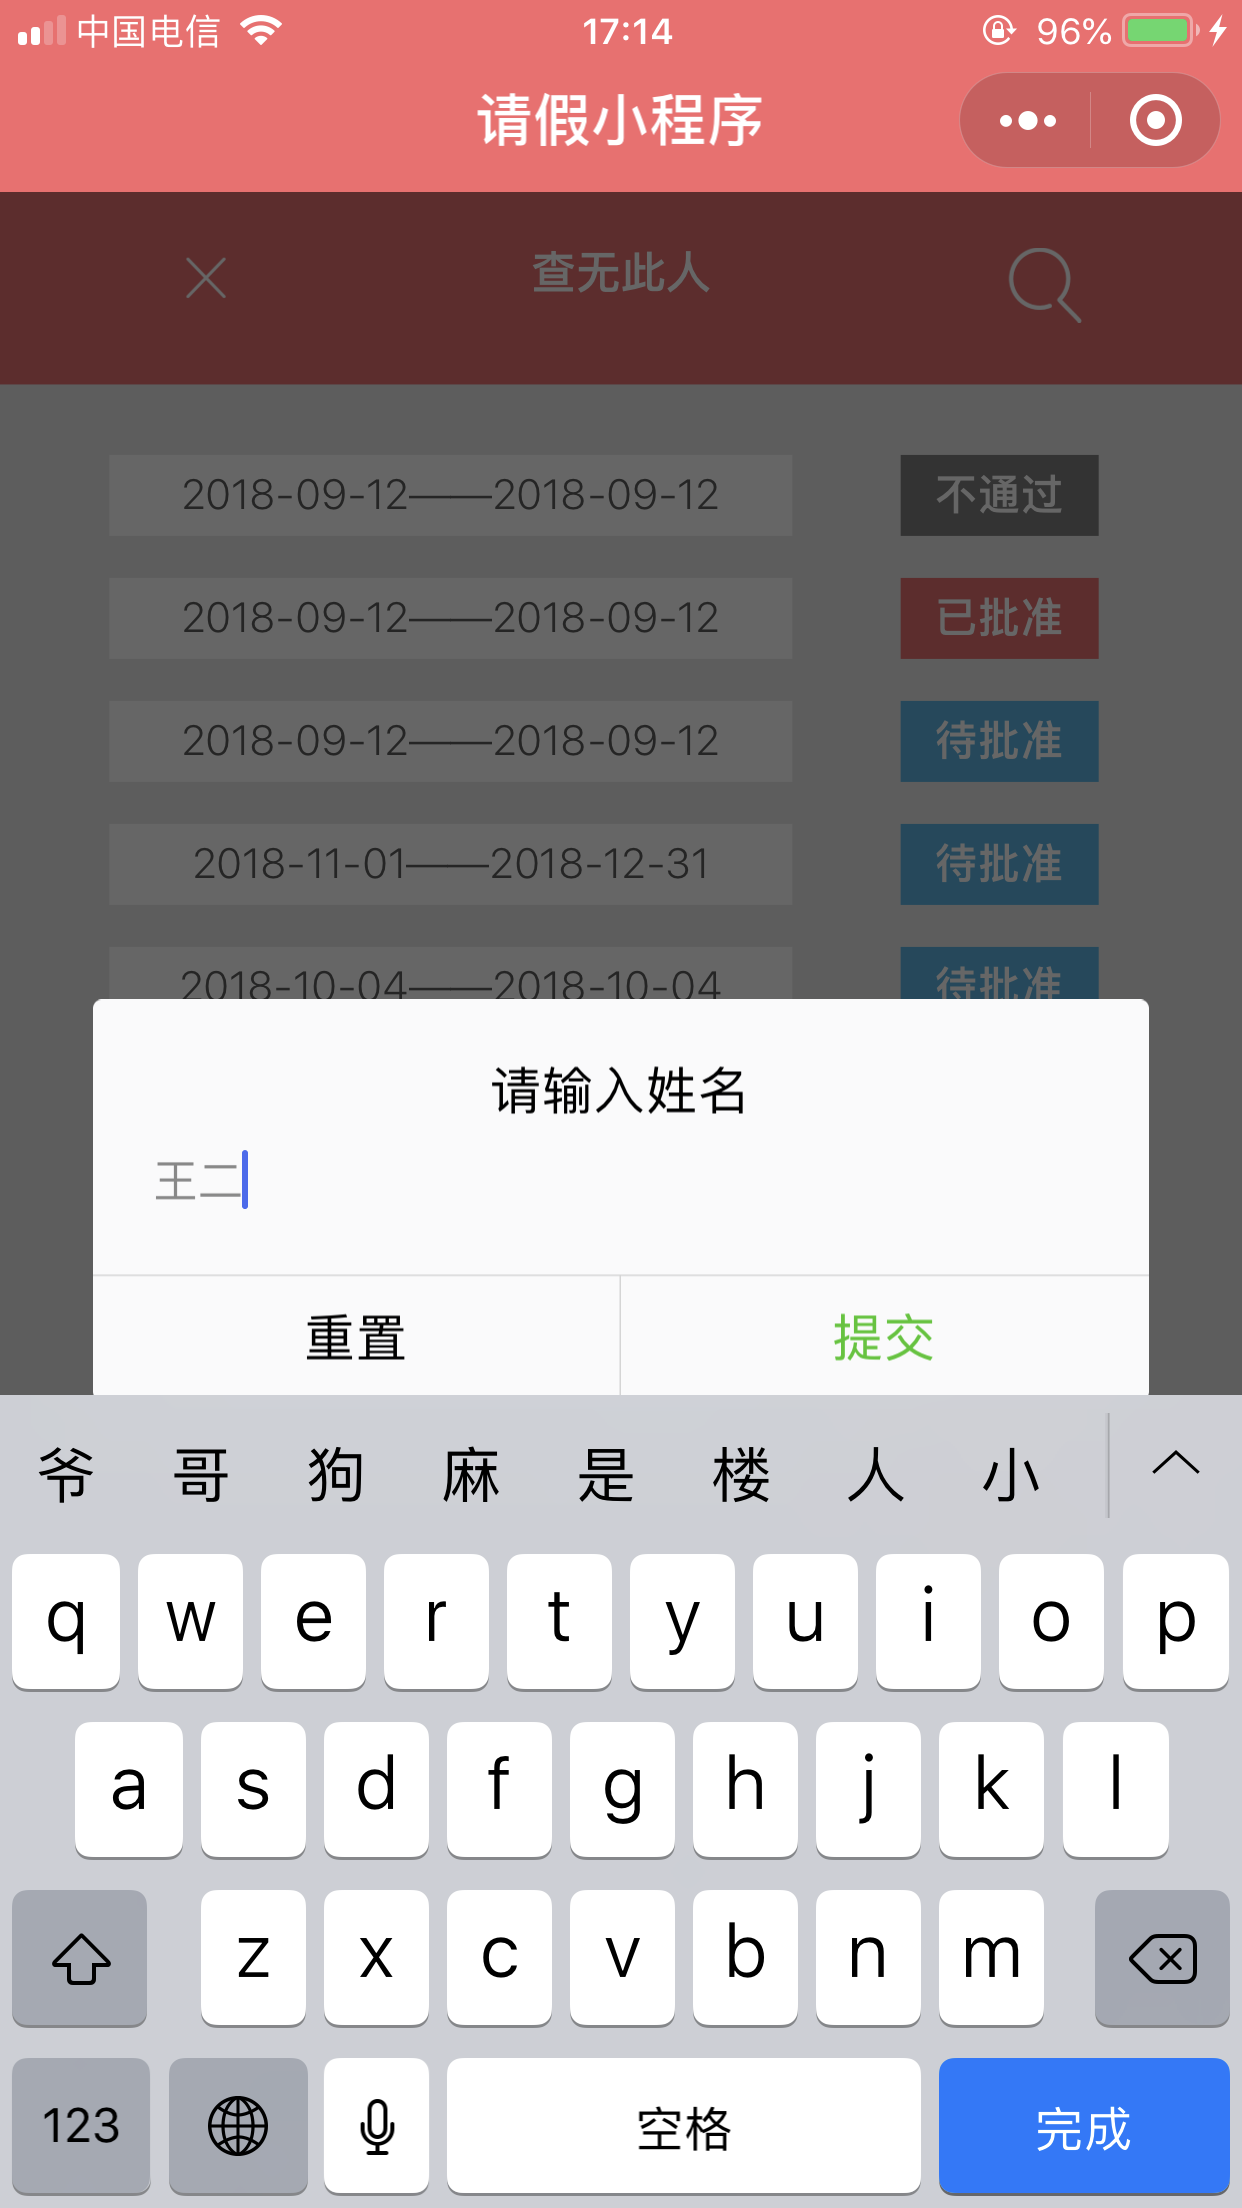 中国电信 17:14 96%
请假小程序
查无此人
2018-09-12——2018-09-12 不通过
2018-09-12——2018-09-12 已批准
2018-09-12——2018-09-12 待批准
2018-11-01——2018-12-31 待批准
2018-10-04——2018-10-04 待批准
请输入姓名
王二
重置 提交
爷 哥 狗 麻 是 楼 人 小
q w e r t y u i o p
a s d f g h j k l
z x c v b n m
123 空格 完成